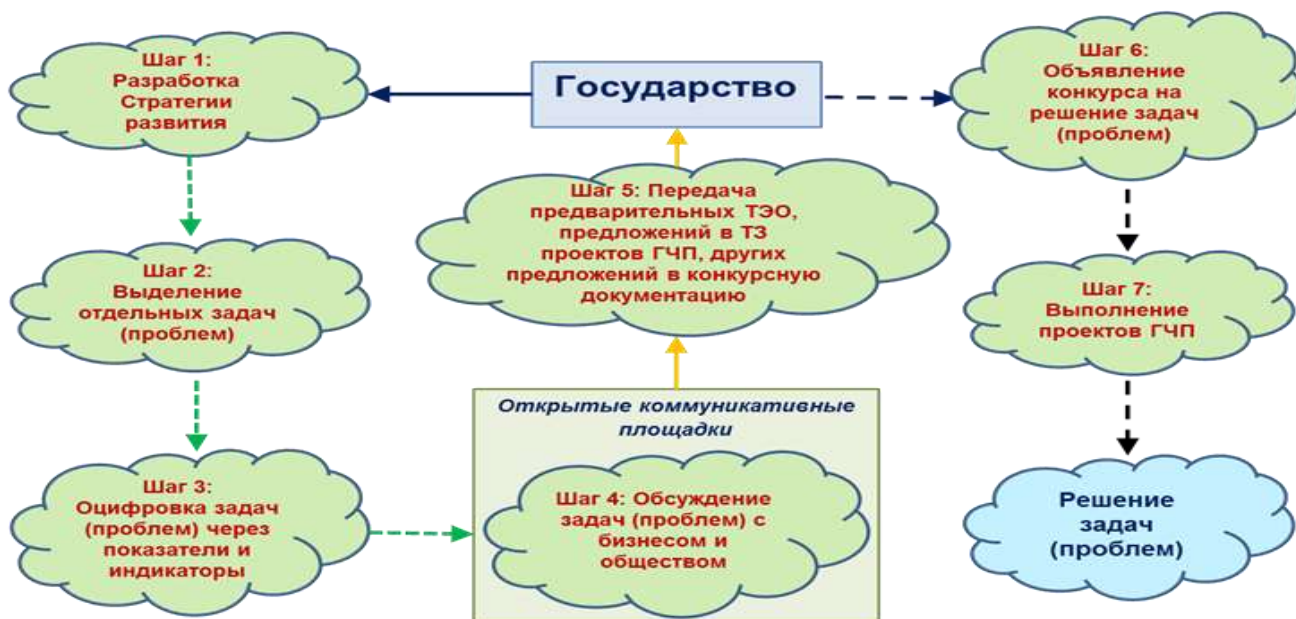 Государство
Шаг 1:
Разработка
Стратегии
развития
Шаг 2:
Выделение
отдельных задач
(проблем)
Шаг 3:
Оцифровка задач
(проблем) через
показатели и
индикаторы
Открытые коммуникативные
площадки
Шаг 4: Обсуждение
задач (проблем) с
бизнесом и
обществом
Шаг 5: Передача
предварительных ТЭО,
предложений в ТЗ
проектов ГЧП, других
предложений в конкурсную
документацию
Шаг 6:
Объявление
конкурса на
решение задач
(проблем)
Шаг 7:
Выполнение
проектов ГЧП
Решение
задач
(проблем)